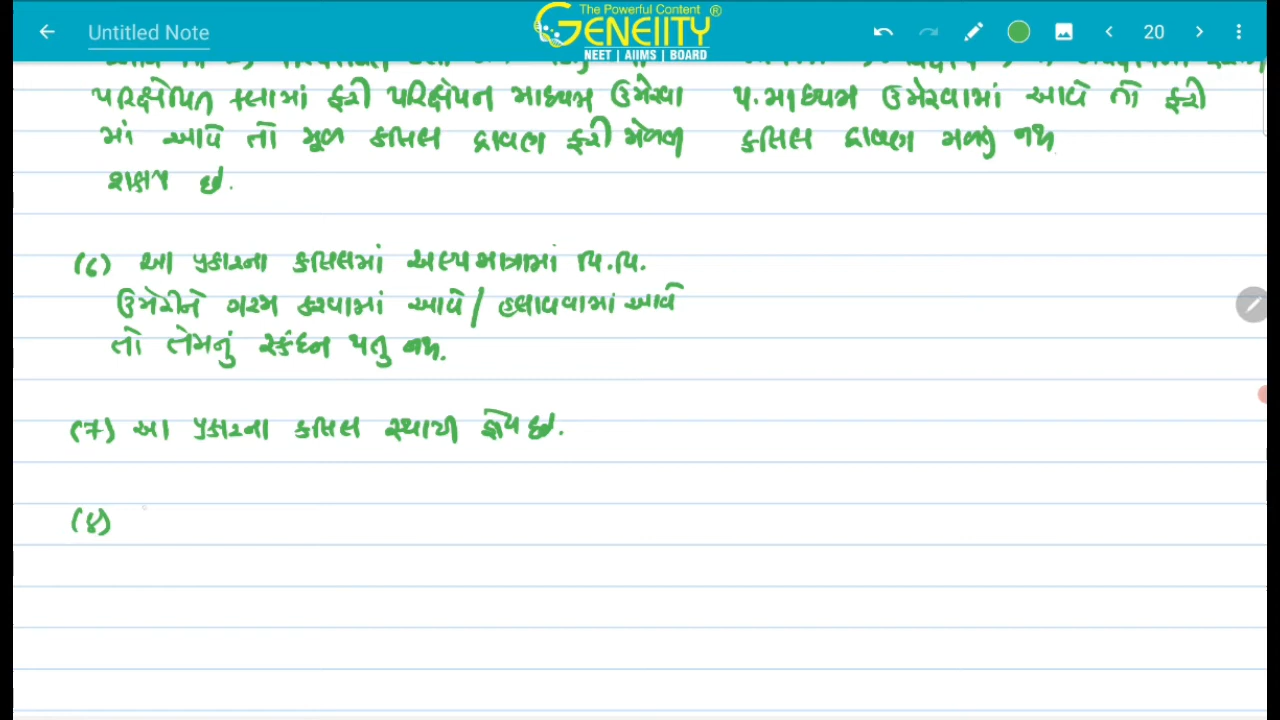 The Powerful Content
GENEIITY ®
NEET | AIIMS | BOARD
Untitled Note
20
પરિક્ષેપિત કલામાં ફરી પરિક્ષેપન માધ્યમ ઉમેરવા
માં આવે તો મૂળ કલિલ દ્રાવણ ફરી મેળવી
શકાય છે.
પ. માધ્યમ ઉમેરવામાં આવે તો ફરી
કલિલ દ્રાવણ મળતું નથી.
(6) આ પ્રકારના કલિલમાં અલ્પ માત્રામાં વિ.વિ.
ઉમેરીને ગરમ કરવામાં આવે / હલાવવામાં આવે
તો તેમનું સ્કંદન થતુ નથી.
(7) આ પ્રકારના કલિલ સ્થાયી હોય છે.
(8)